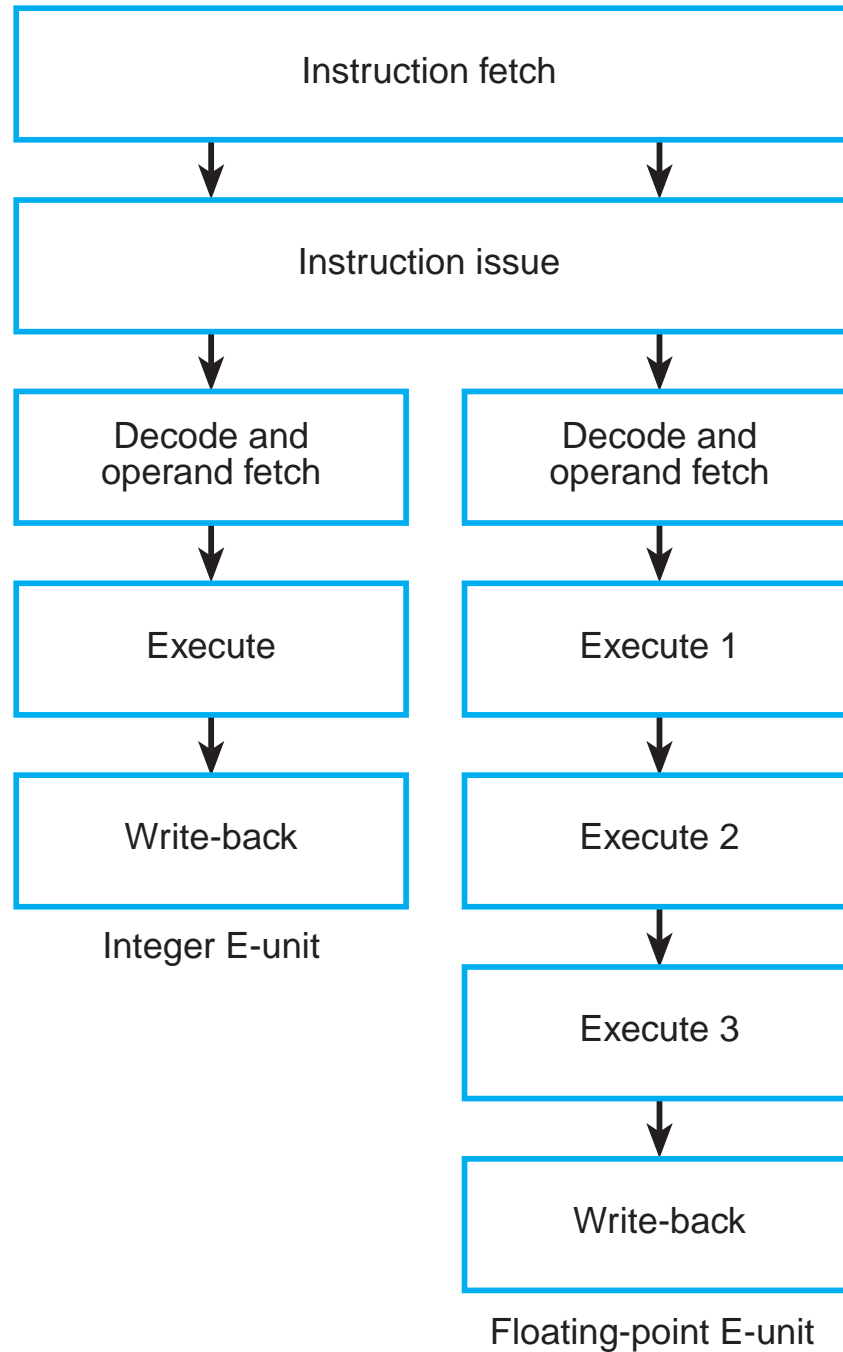 Instruction fetch
Instruction issue
Decode and
operand fetch
Execute
Write-back
Integer E-unit
Decode and
operand fetch
Execute 1
Execute 2
Execute 3
Write-back
Floating-point E-unit